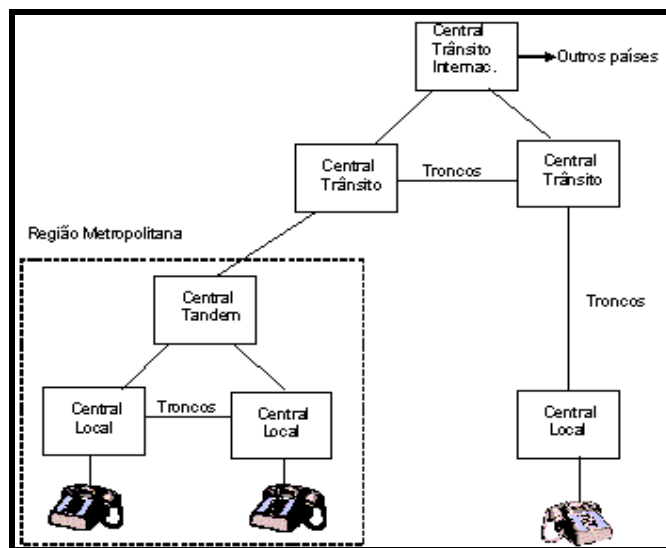 Central
Trânsito
Internac.
Outros países
Central
Trânsito
Troncos
Central
Trânsito
Região Metropolitana
Central
Tandem
Troncos
Central
Local
Troncos
Central
Local
Central
Local